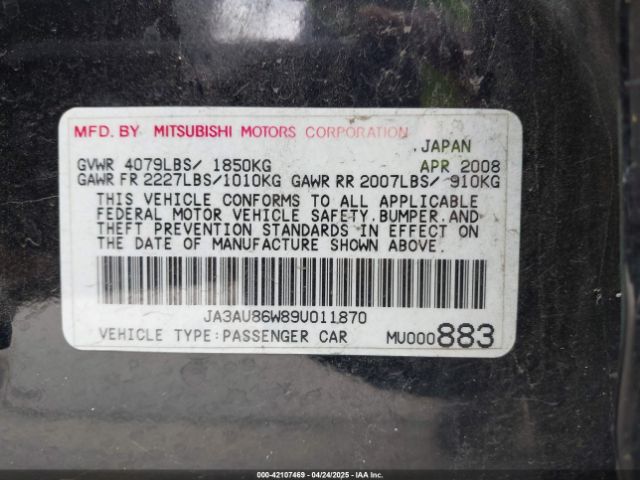 MFD. BY MITSUBISHI MOTORS CORPORATION
JAPAN
GVWR 4079LBS/ 1850KG APR 2008
GAWR FR 2227LBS/1010KG GAWR RR 2007LBS/ 910KG
THIS VEHICLE CONFORMS TO ALL APPLICABLE
FEDERAL MOTOR VEHICLE SAFETY.BUMPER.AND
THEFT PREVENTION STANDARDS IN EFFECT ON
THE DATE OF MANUFACTURE SHOWN ABOVE.
JA3AU86W89U011870
VEHICLE TYPE:PASSENGER CAR MU000883
000-42107469 - 04/24/2025 - IAA Inc.